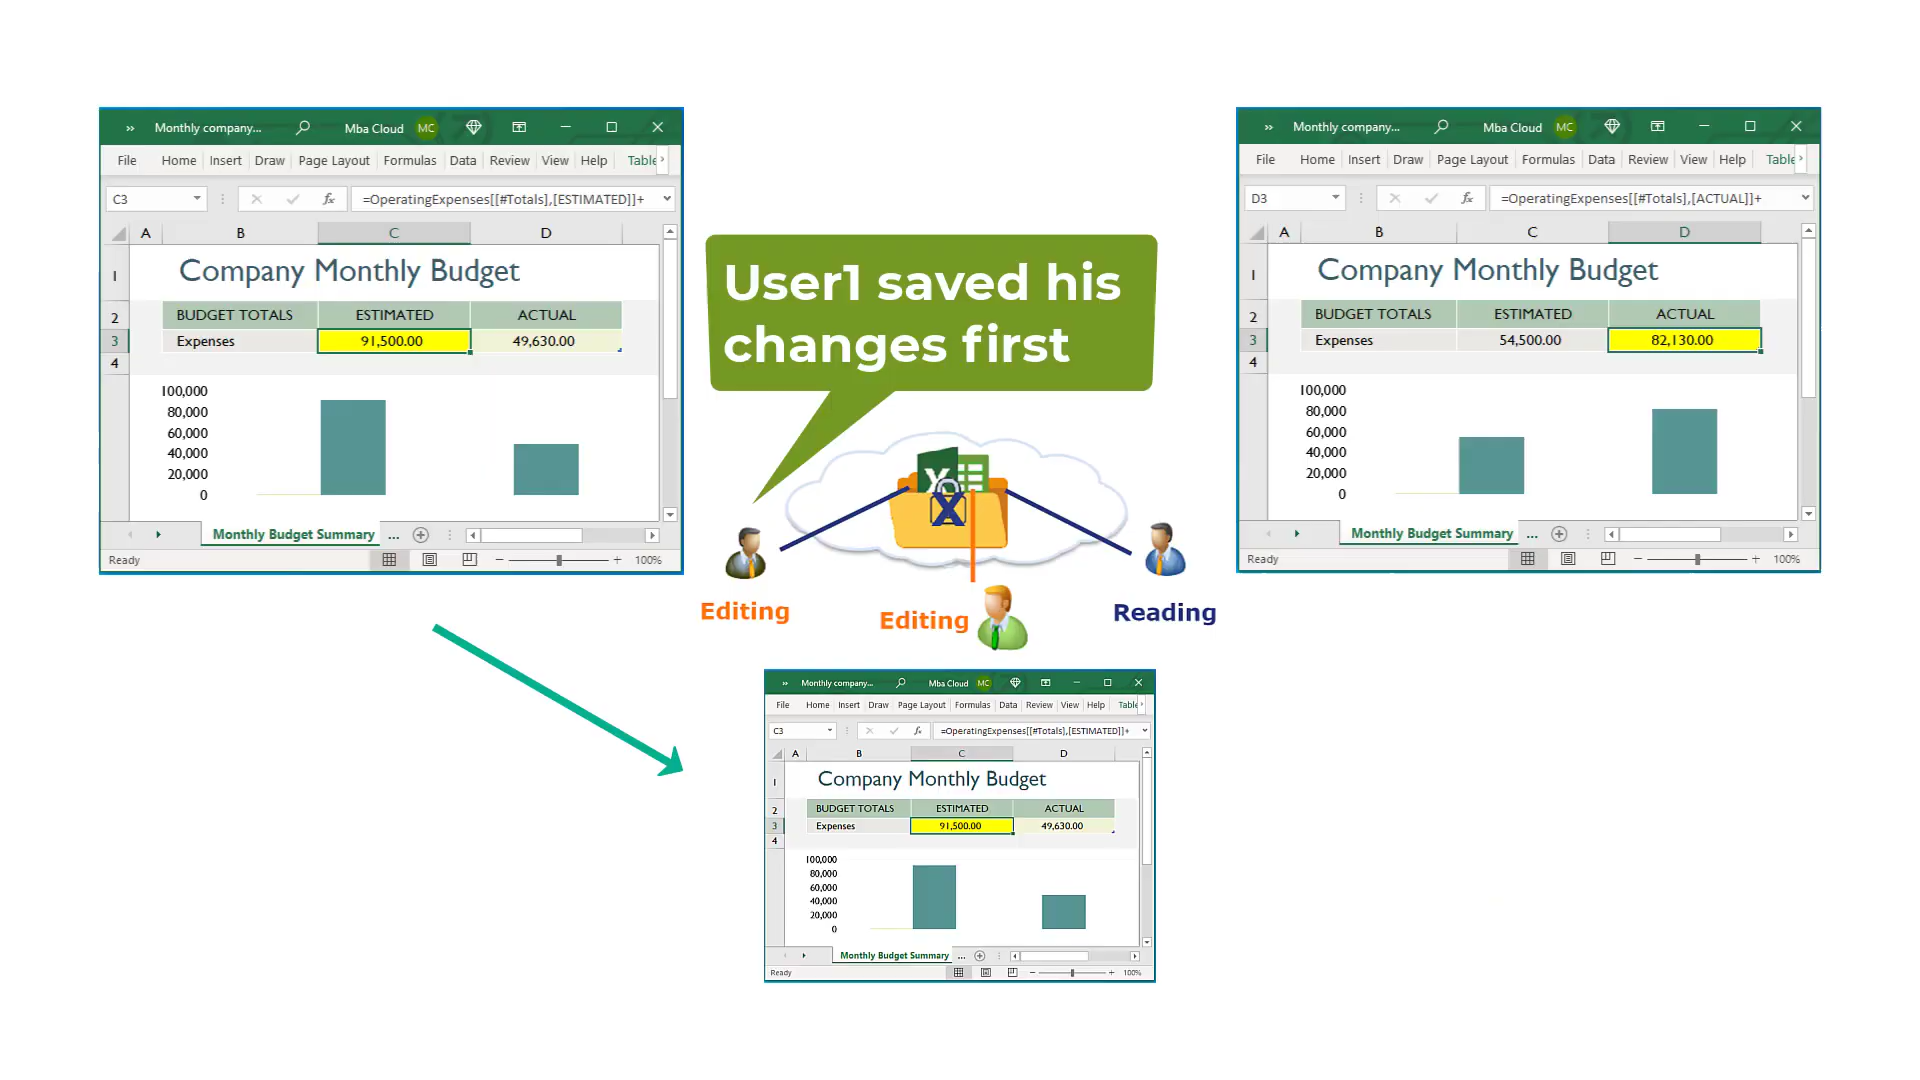 Monthly company... Mba Cloud MC
File Home Insert Draw Page Layout Formulas Data Review View Help Table
C3 fx =OperatingExpenses[[#Totals],[ESTIMATED]]+
A B C D
1 Company Monthly Budget
2 BUDGET TOTALS ESTIMATED ACTUAL
3 Expenses 91,500.00 49,630.00
4
100,000
80,000
60,000
40,000
20,000
0
Monthly Budget Summary ...
Ready 100%
User1 saved his
changes first
X
X
Editing
Editing
Reading
Monthly company... Mba Cloud MC
File Home Insert Draw Page Layout Formulas Data Review View Help Table
D3 fx =OperatingExpenses[[#Totals],[ACTUAL]]+
A B C D
1 Company Monthly Budget
2 BUDGET TOTALS ESTIMATED ACTUAL
3 Expenses 54,500.00 82,130.00
4
100,000
80,000
60,000
40,000
20,000
0
Monthly Budget Summary ...
Ready 100%
Monthly company... Mba Cloud MC
File Home Insert Draw Page Layout Formulas Data Review View Help Table
C3 fx =OperatingExpenses[[#Totals],[ESTIMATED]]+
A B C D
1 Company Monthly Budget
2 BUDGET TOTALS ESTIMATED ACTUAL
3 Expenses 91,500.00 49,630.00
4
100,000
80,000
60,000
40,000
20,000
0
Monthly Budget Summary ...
Ready 100%